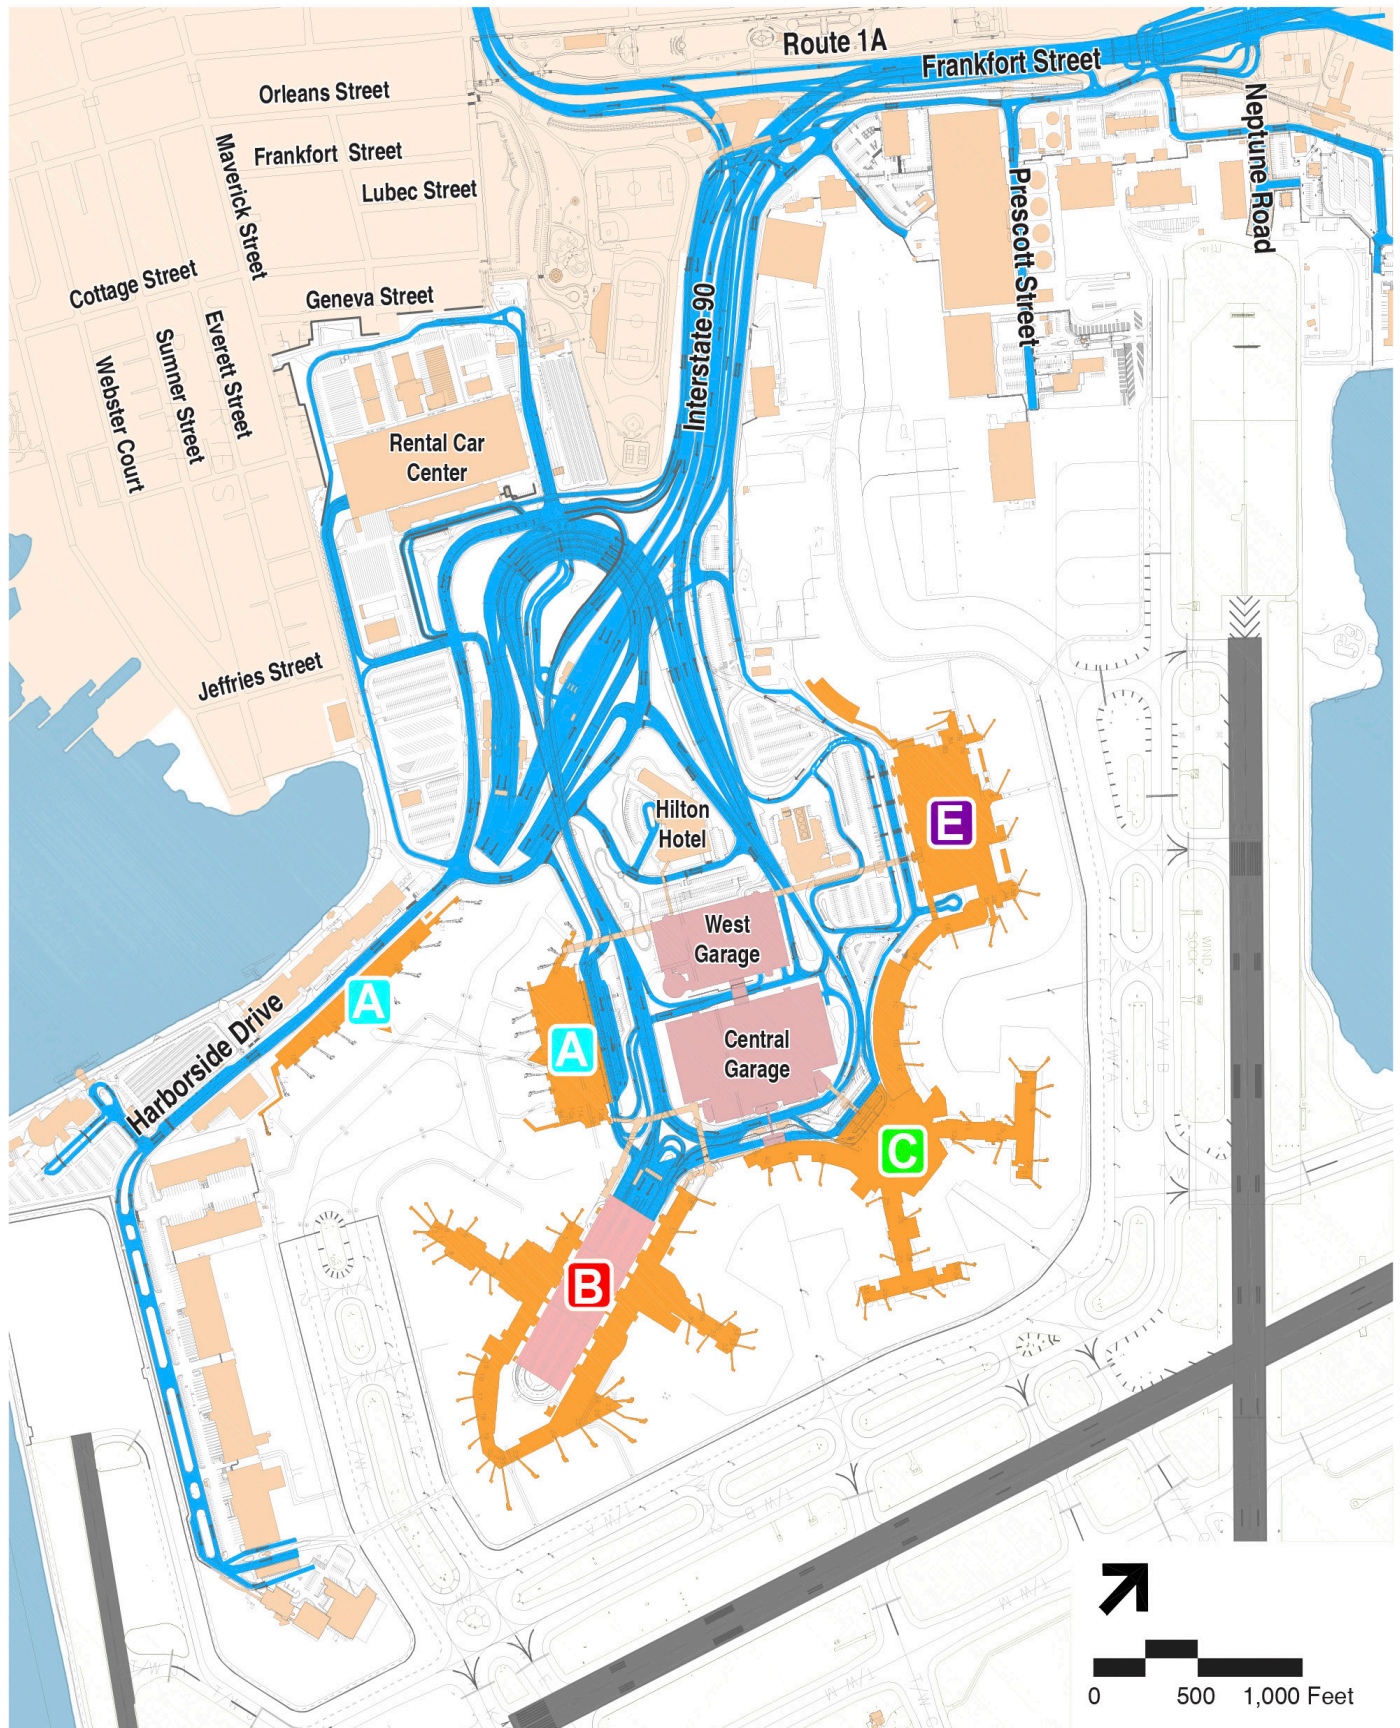 Route 1A
Frankfort Street
Orleans Street
Neptune Road
Maverick Street
Frankfort Street
Lubec Street
Prescott Street
Cottage Street
Geneva Street
Interstate 90
Everett Street
Sumner Street
Webster Court
Rental Car
Center
Jeffries Street
Hilton
Hotel
E
West
Garage
WIND
SOCK
A
Harborside Drive
A
Central
Garage
C
B
0 500 1,000 Feet